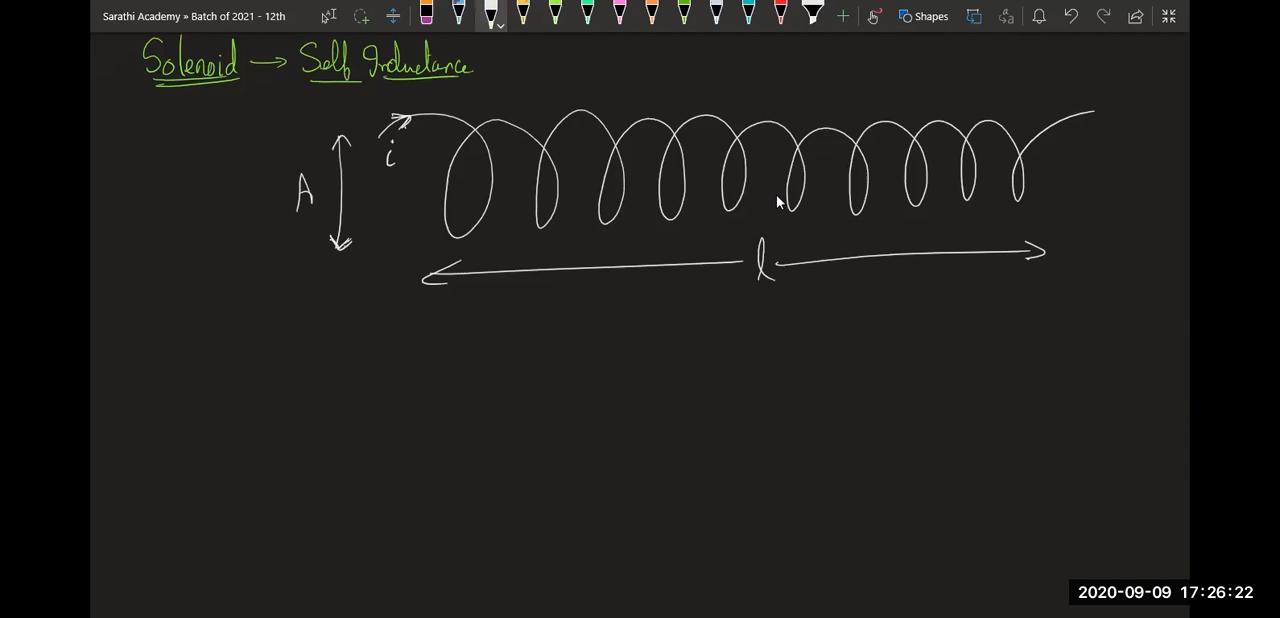 Sarathi Academy » Batch of 2021 - 12th
Shapes
Solenoid → Self Inductance
i
A
l
2020-09-09 17:26:22